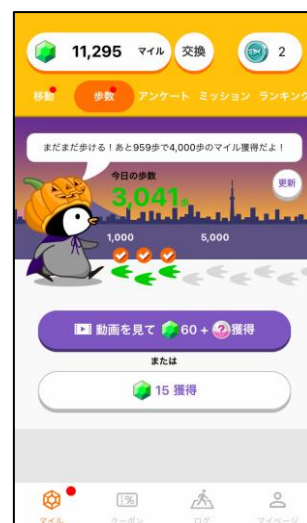 11,295 マイル 交換 2
移動 歩数 アンケート ミッション ランキング
まだまだ歩ける！あと959歩で4,000歩のマイル獲得だよ！
今日の歩数
3,041歩
更新
1,000 5,000
動画を見て 60 + ? 獲得
または
15 獲得
マイル クーポン ログ マイページ